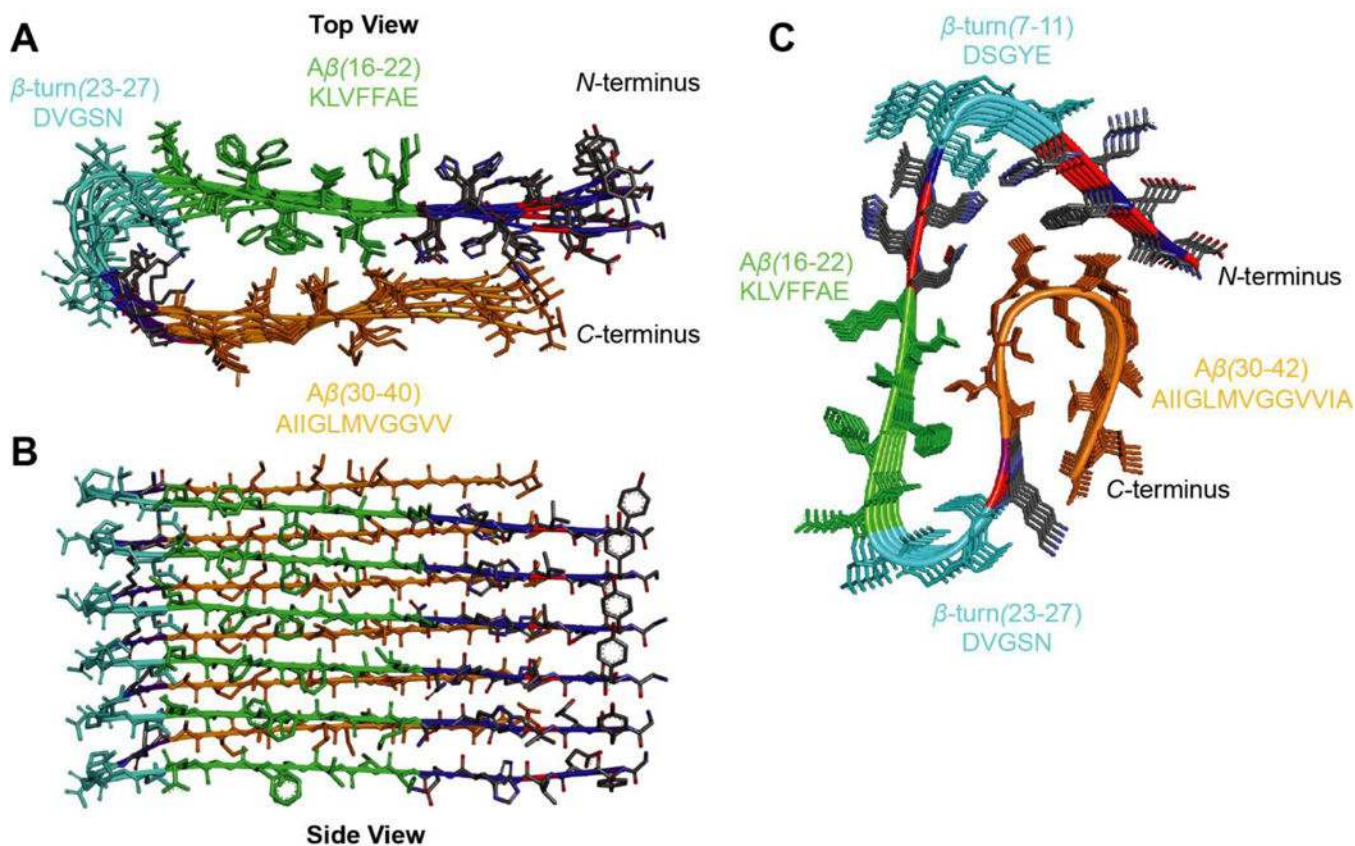 A
Top View
Aβ(16-22)
KLVFFAE
N-terminus
β-turn(23-27)
DVGSN
C-terminus
Aβ(30-40)
AIIGLMVGGVV
B
Side View
C
β-turn(7-11)
DSGYE
Aβ(16-22)
KLVFFAE
N-terminus
Aβ(30-42)
AIIGLMVGGVVIA
C-terminus
β-turn(23-27)
DVGSN